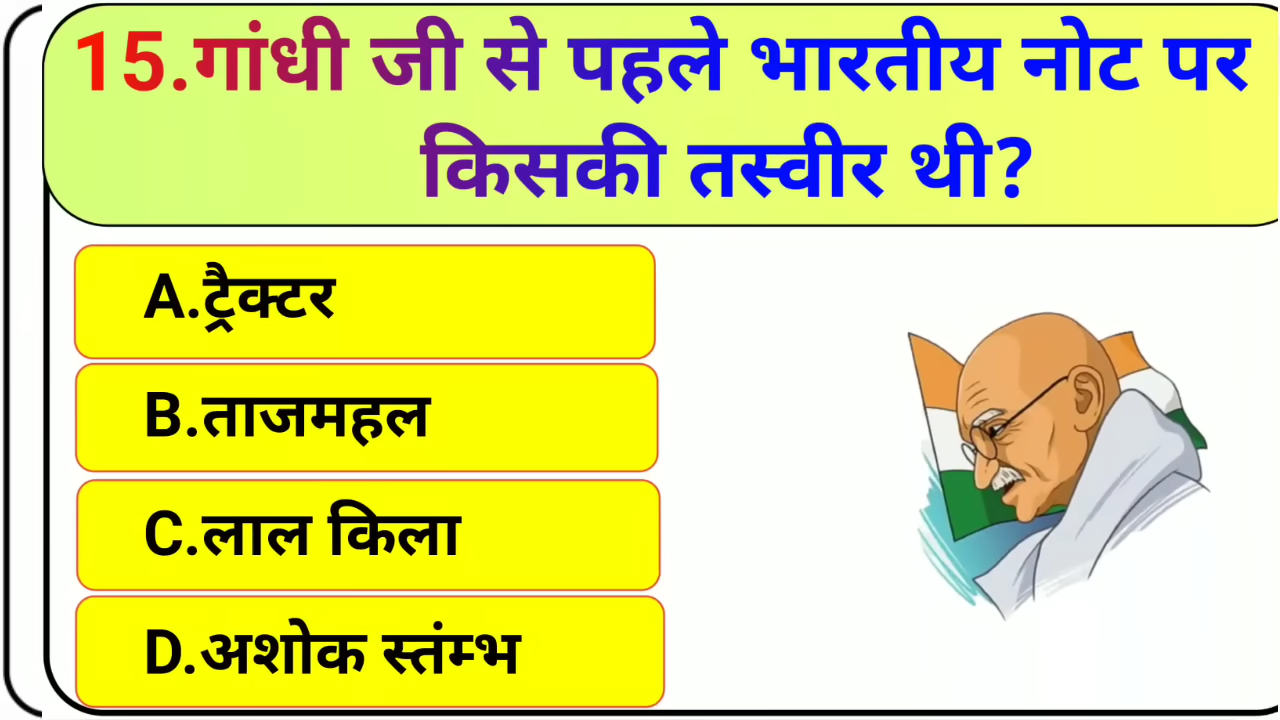 15.गांधी जी से पहले भारतीय नोट पर
किसकी तस्वीर थी?
A.ट्रैक्टर
B.ताजमहल
C.लाल किला
D.अशोक स्तंम्भ